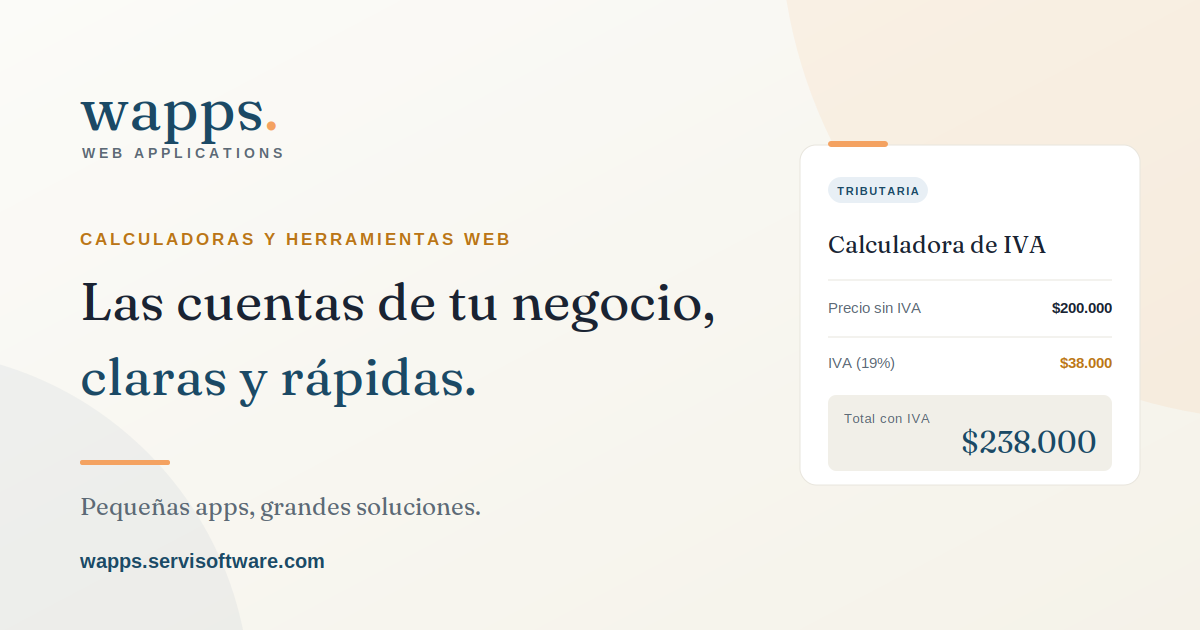 wapps.
WEB APPLICATIONS
CALCULADORAS Y HERRAMIENTAS WEB
Las cuentas de tu negocio,
claras y rápidas.
Pequeñas apps, grandes soluciones.
wapps.servisoftware.com
TRIBUTARIA
Calculadora de IVA
Precio sin IVA $200.000
IVA (19%) $38.000
Total con IVA
$238.000